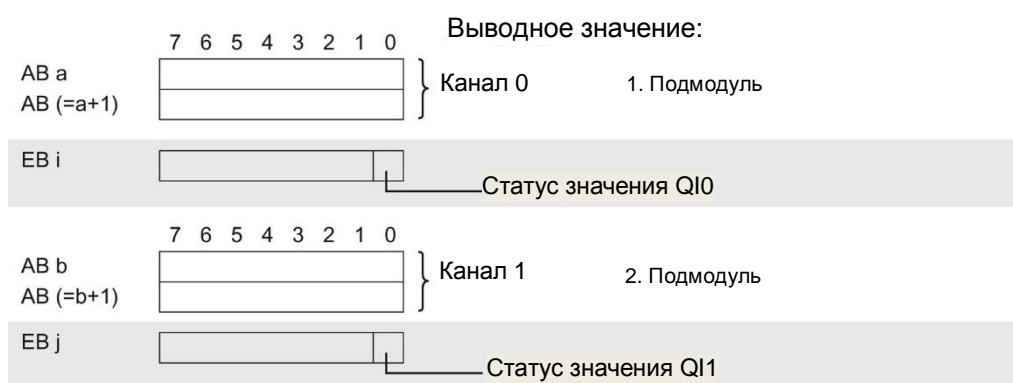 Выводное значение:
7 6 5 4 3 2 1 0
AB a
Канал 0
1. Подмодуль
AB (=a+1)
EB i
Статус значения QI0
7 6 5 4 3 2 1 0
AB b
Канал 1
2. Подмодуль
AB (=b+1)
EB j
Статус значения QI1